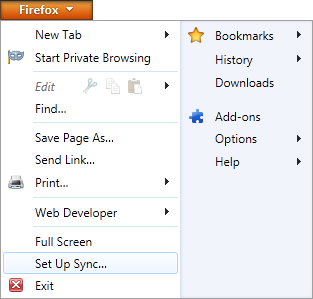 Firefox
New Tab
Start Private Browsing
Edit
Find...
Save Page As...
Send Link...
Print...
Web Developer
Full Screen
Set Up Sync...
Exit
Bookmarks
History
Downloads
Add-ons
Options
Help